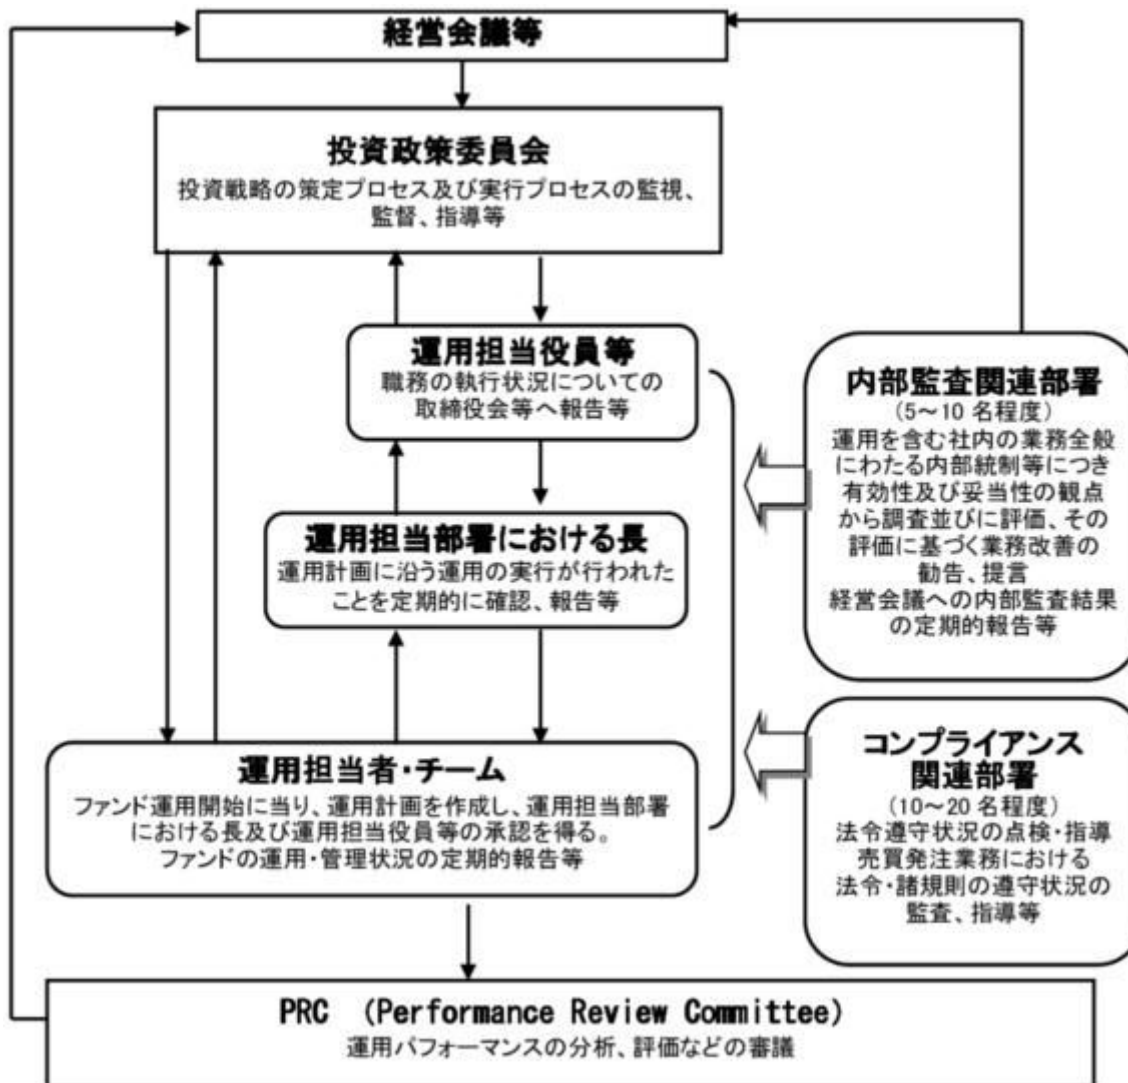 経営会議等
投資政策委員会
投資戦略の策定プロセス及び実行プロセスの監視、
監督、指導等
運用担当役員等
職務の執行状況についての
取締役会等へ報告等
運用担当部署における長
運用計画に沿う運用の実行が行われた
ことを定期的に確認、報告等
運用担当者・チーム
ファンド運用開始に当り、運用計画を作成し、運用担当部署
における長及び運用担当役員等の承認を得る。
ファンドの運用・管理状況の定期的報告等
内部監査関連部署
(5～10 名程度)
運用を含む社内の業務全般
にわたる内部統制等につき
有効性及び妥当性の観点
から調査並びに評価、その
評価に基づく業務改善の
勧告、提言
経営会議への内部監査結果
の定期的報告等
コンプライアンス
関連部署
(10～20 名程度)
法令遵守状況の点検・指導
売買発注業務における
法令・諸規則の遵守状況の
監査、指導等
PRC （Performance Review Committee）
運用パフォーマンスの分析、評価などの審議